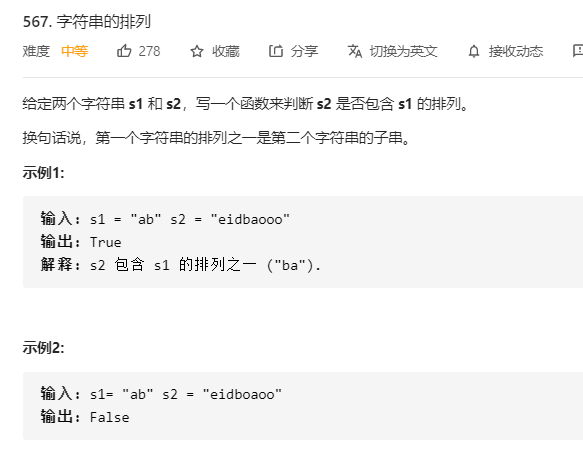 567. 字符串的排列
难度 中等 278 收藏 分享 切换为英文 接收动态
给定两个字符串 s1 和 s2，写一个函数来判断 s2 是否包含 s1 的排列。
换句话说，第一个字符串的排列之一是第二个字符串的子串。
示例1:
输入: s1 = "ab" s2 = "eidbaooo"
输出: True
解释: s2 包含 s1 的排列之一 ("ba").
示例2:
输入: s1= "ab" s2 = "eidboaoo"
输出: False